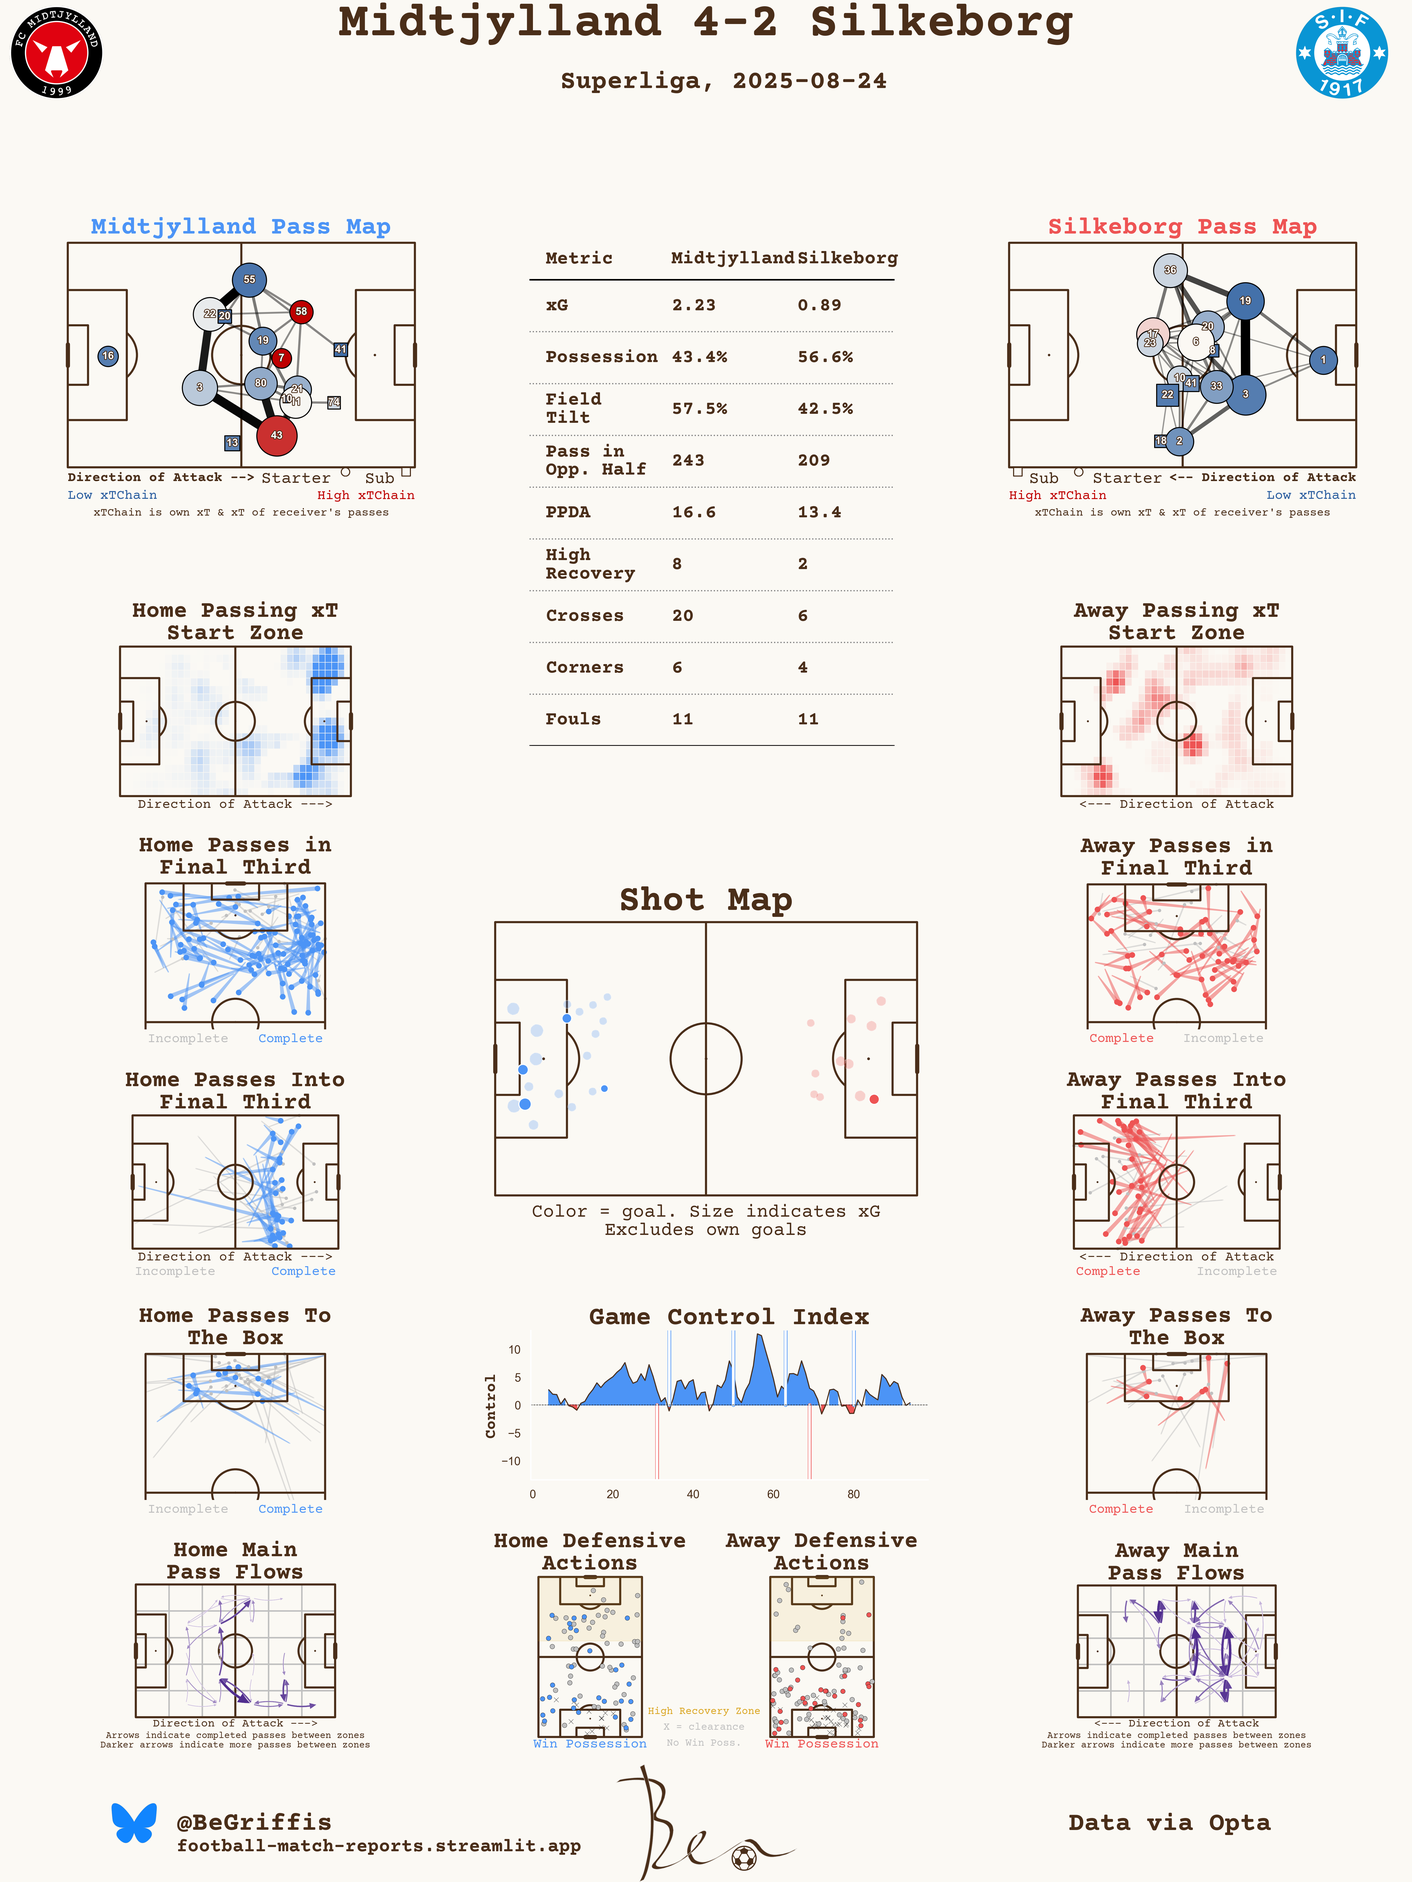 Midtjylland 4-2 Silkeborg
Superliga, 2025-08-24
FC MIDTJYLLAND
1999
S·I·F
1917
Midtjylland Pass Map
55
22
20
58
19
7
41
16
3
80
21
10
11
74
43
13
Direction of Attack --> Starter Sub
Low xTChain High xTChain
xTChain is own xT & xT of receiver's passes
Metric Midtjylland Silkeborg
xG 2.23 0.89
Possession 43.4% 56.6%
Field
Tilt 57.5% 42.5%
Pass in
Opp. Half 243 209
PPDA 16.6 13.4
High
Recovery 8 2
Crosses 20 6
Corners 6 4
Fouls 11 11
Silkeborg Pass Map
36
19
20
17
23
6
8
1
10
41
33
22
3
18
2
Sub Starter <-- Direction of Attack
High xTChain Low xTChain
xTChain is own xT & xT of receiver's passes
Home Passing xT
Start Zone
Direction of Attack --->
Away Passing xT
Start Zone
<--- Direction of Attack
Home Passes in
Final Third
Incomplete Complete
Away Passes in
Final Third
Complete Incomplete
Shot Map
Color = goal. Size indicates xG
Excludes own goals
Home Passes Into
Final Third
Direction of Attack --->
Incomplete Complete
Away Passes Into
Final Third
<--- Direction of Attack
Complete Incomplete
Home Passes To
The Box
Incomplete Complete
Game Control Index
Control
10
5
0
−5
−10
0 20 40 60 80
Away Passes To
The Box
Complete Incomplete
Home Main
Pass Flows
Direction of Attack --->
Arrows indicate completed passes between zones
Darker arrows indicate more passes between zones
Home Defensive
Actions
Win Possession
High Recovery Zone
X = clearance
No Win Poss.
Away Defensive
Actions
Win Possession
Away Main
Pass Flows
<--- Direction of Attack
Arrows indicate completed passes between zones
Darker arrows indicate more passes between zones
@BeGriffis
football-match-reports.streamlit.app
Ben
Data via Opta